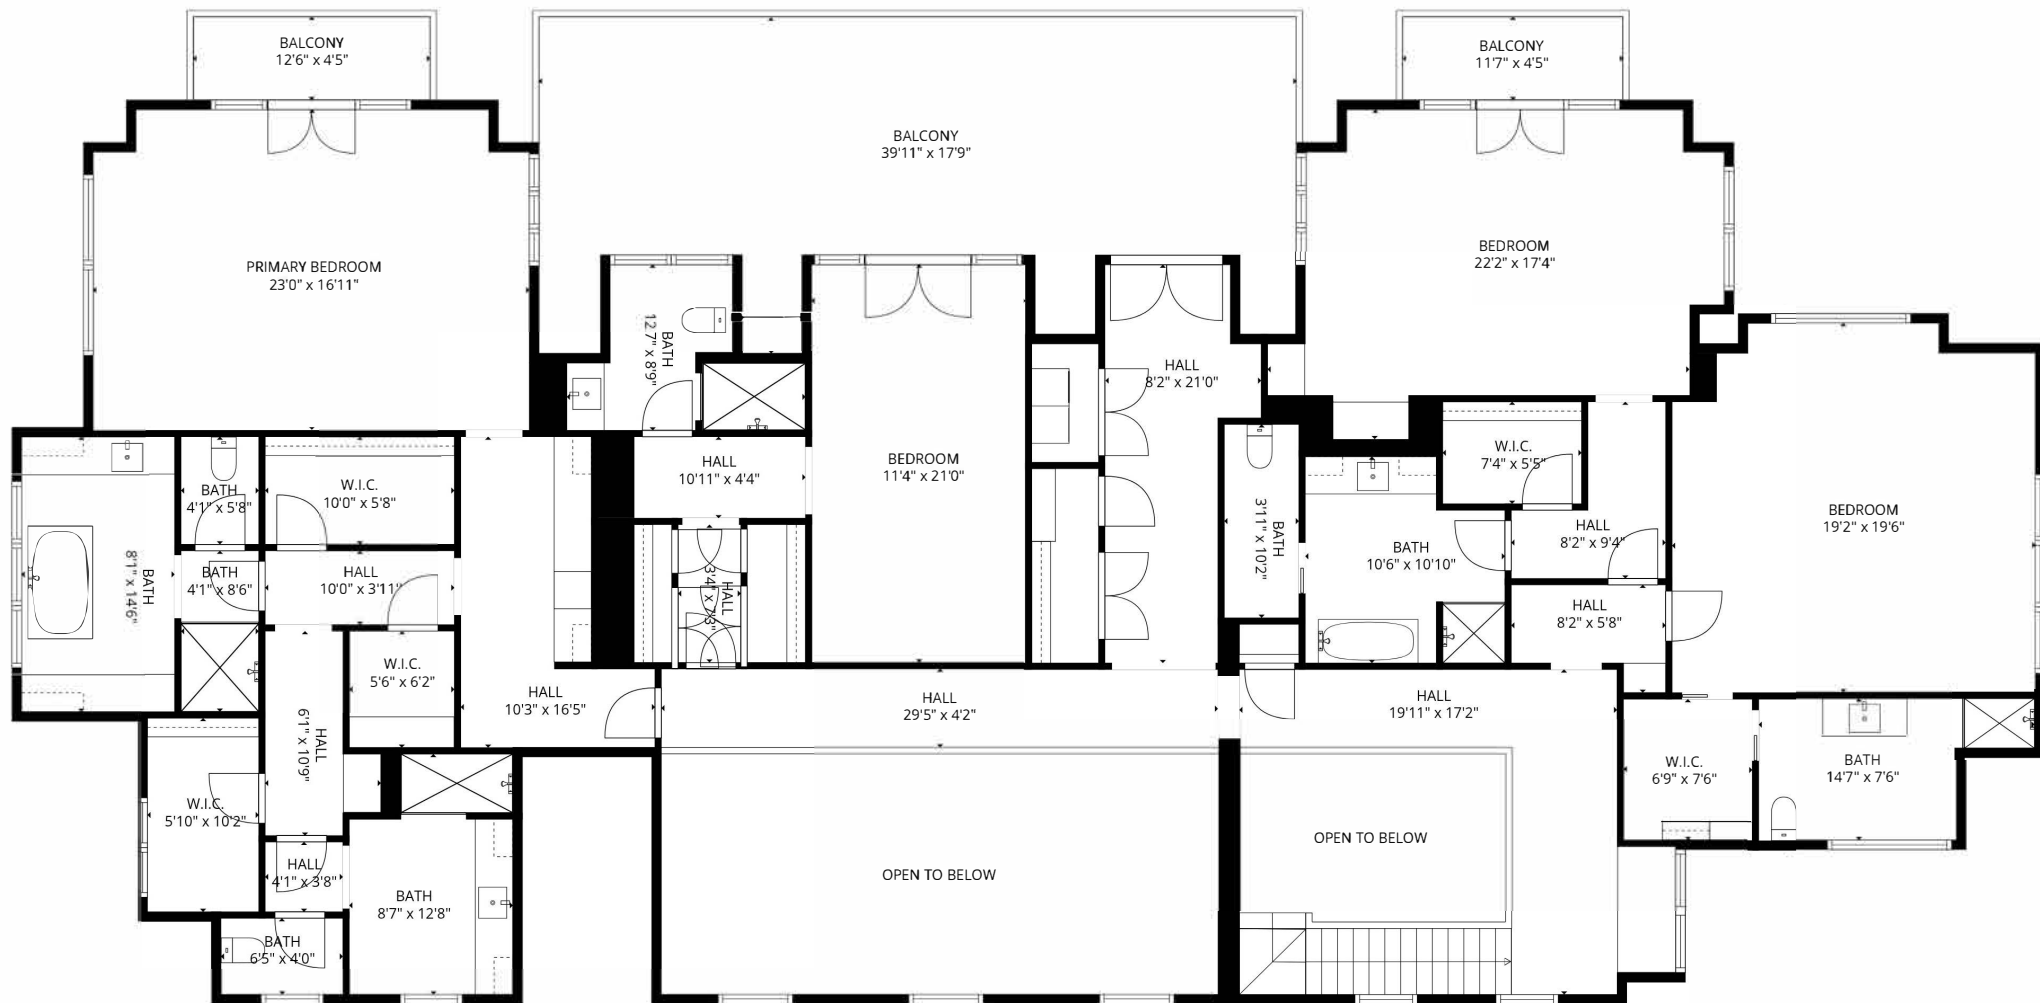 BALCONY
12'6" x 4'5"
BALCONY
11'7" x 4'5"
BALCONY
39'11" x 17'9"
PRIMARY BEDROOM
23'0" x 16'11"
BEDROOM
22'2" x 17'4"
BATH
12'7" x 8'9"
HALL
8'2" x 21'0"
HALL
10'11" x 4'4"
BEDROOM
11'4" x 21'0"
W.I.C.
7'4" x 5'5"
W.I.C.
10'0" x 5'8"
BATH
4'1" x 5'8"
BATH
3'11" x 10'2"
BEDROOM
19'2" x 19'6"
HALL
8'2" x 9'4"
BATH
10'6" x 10'10"
BATH
8'1" x 14'6"
BATH
4'1" x 8'6"
HALL
10'0" x 3'11"
HALL
3'4" x 7'3"
HALL
8'2" x 5'8"
W.I.C.
5'6" x 6'2"
HALL
10'3" x 16'5"
HALL
29'5" x 4'2"
HALL
19'11" x 17'2"
HALL
6'1" x 10'9"
W.I.C.
6'9" x 7'6"
BATH
14'7" x 7'6"
W.I.C.
5'10" x 10'2"
OPEN TO BELOW
HALL
4'1" x 3'8"
OPEN TO BELOW
BATH
8'7" x 12'8"
BATH
6'5" x 4'0"